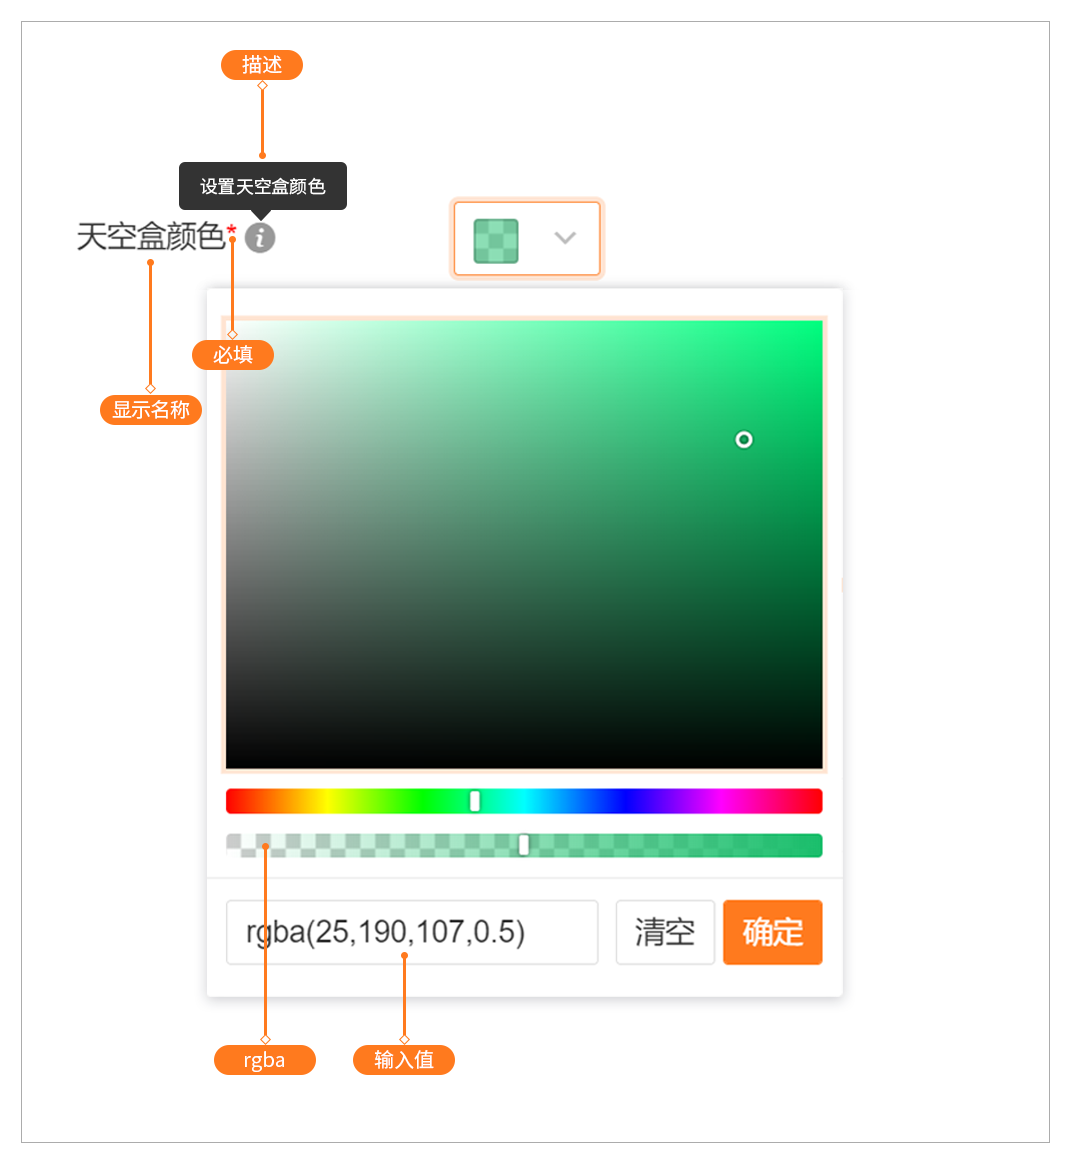 描述
设置天空盒颜色
天空盒颜色*
必填
显示名称
rgba(25,190,107,0.5)
清空
确定
rgba
输入值